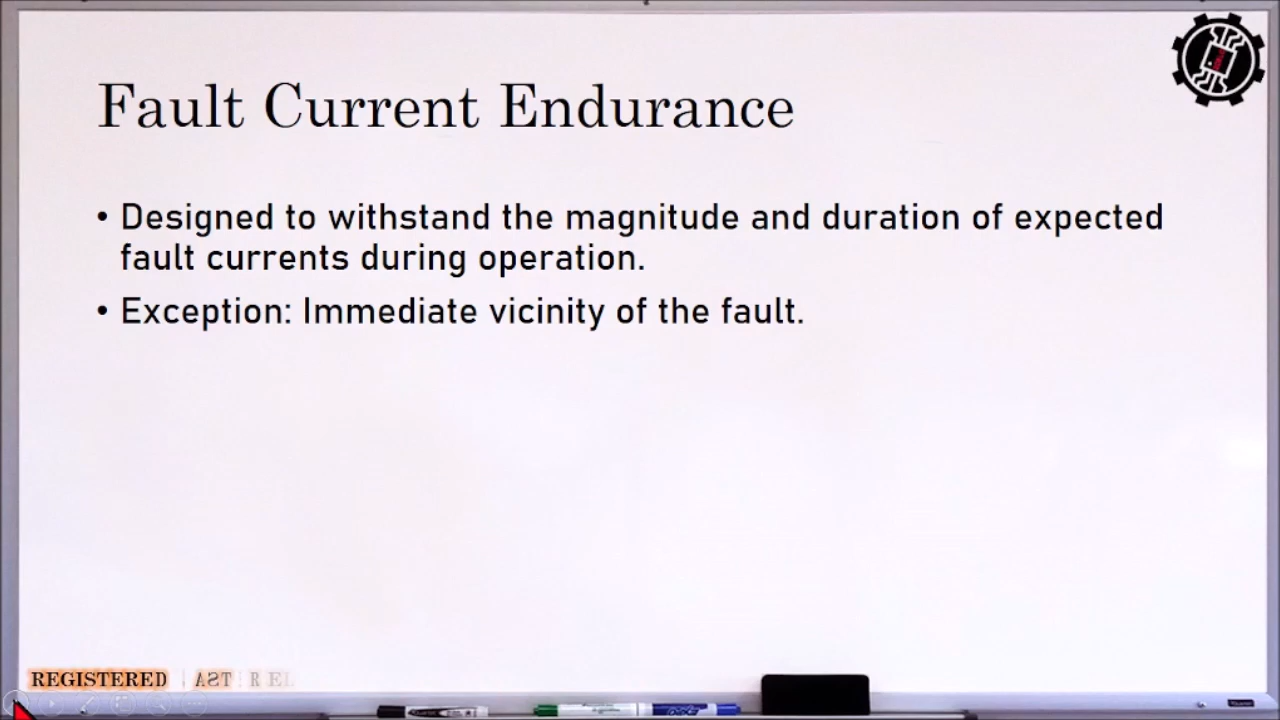 Fault Current Endurance
• Designed to withstand the magnitude and duration of expected
fault currents during operation.
• Exception: Immediate vicinity of the fault.
REGISTERED